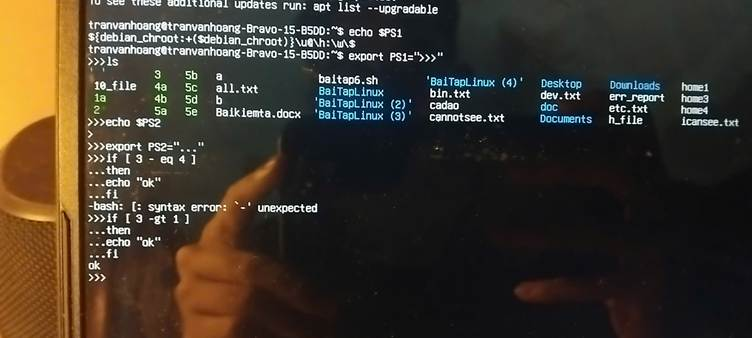 To see these additional updates run: apt list --upgradable
tranvanhoang@tranvanhoang-Bravo-15-B5DD:~$ echo $PS1
${debian_chroot:+($debian_chroot)}\u@\h:\w\$
tranvanhoang@tranvanhoang-Bravo-15-B5DD:~$ export PS1=">>>"
>>>ls
' ' 3 5b a baitap6.sh 'BaiTapLinux (4)' Desktop Downloads home1
10_file 4a 5c all.txt BaiTapLinux bin.txt dev.txt err_report home3
1a 4b 5d b 'BaiTapLinux (2)' cadao doc etc.txt home4
2 5a 5e Baikiemta.docx 'BaiTapLinux (3)' cannotsee.txt Documents h_file icansee.txt
>>>echo $PS2
>
>>>export PS2="..."
>>>if [ 3 - eq 4 ]
...then
...echo "ok"
...fi
-bash: [: syntax error: `-' unexpected
>>>if [ 3 -gt 1 ]
...then
...echo "ok"
...fi
ok
>>>